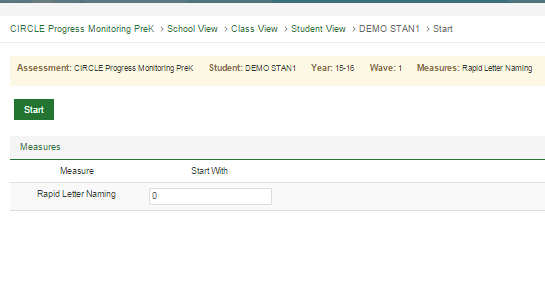 CIRCLE Progress Monitoring PreK > School View > Class View > Student View > DEMO STAN1 > Start
Assessment: CIRCLE Progress Monitoring PreK Student: DEMO STAN1 Year: 15-16 Wave: 1 Measures: Rapid Letter Naming
Start
Measures
Measure Start With
Rapid Letter Naming 0